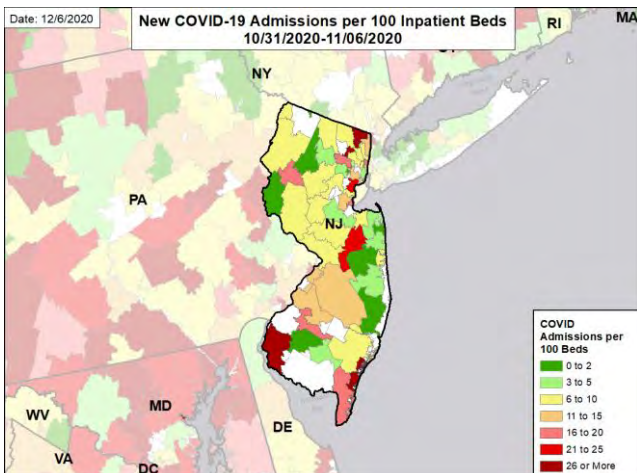 Date: 12/6/2020
New COVID-19 Admissions per 100 Inpatient Beds
10/31/2020-11/06/2020
RI
MA
NY
PA
NJ
MD
DE
WV
VA
DC
COVID
Admissions per
100 Beds
0 to 2
3 to 5
6 to 10
11 to 15
16 to 20
21 to 25
26 or More